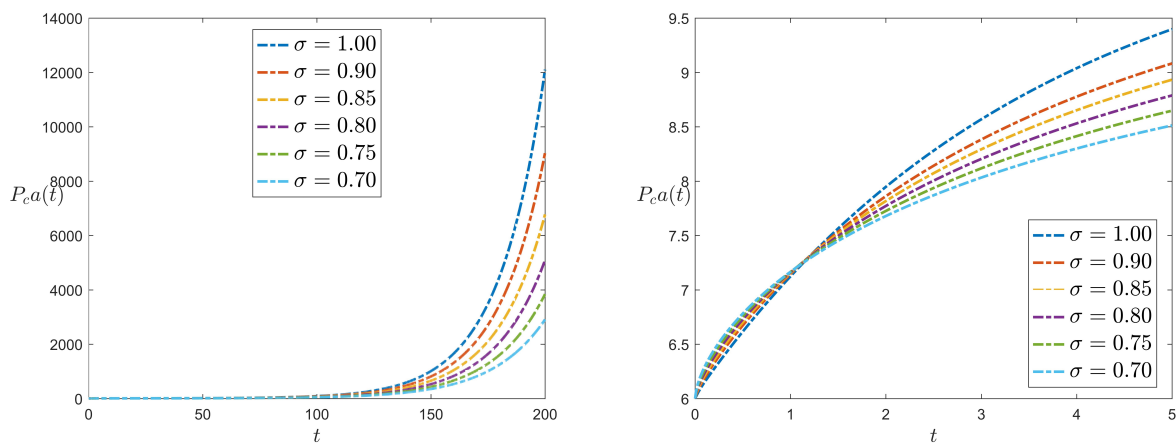 14000
12000
10000
8000
6000
4000
2000
0
P_c a(t)
σ = 1.00
σ = 0.90
σ = 0.85
σ = 0.80
σ = 0.75
σ = 0.70
0 50 100 150 200
t
9.5
9
8.5
8
7.5
7
6.5
6
P_c a(t)
σ = 1.00
σ = 0.90
σ = 0.85
σ = 0.80
σ = 0.75
σ = 0.70
0 1 2 3 4 5
t